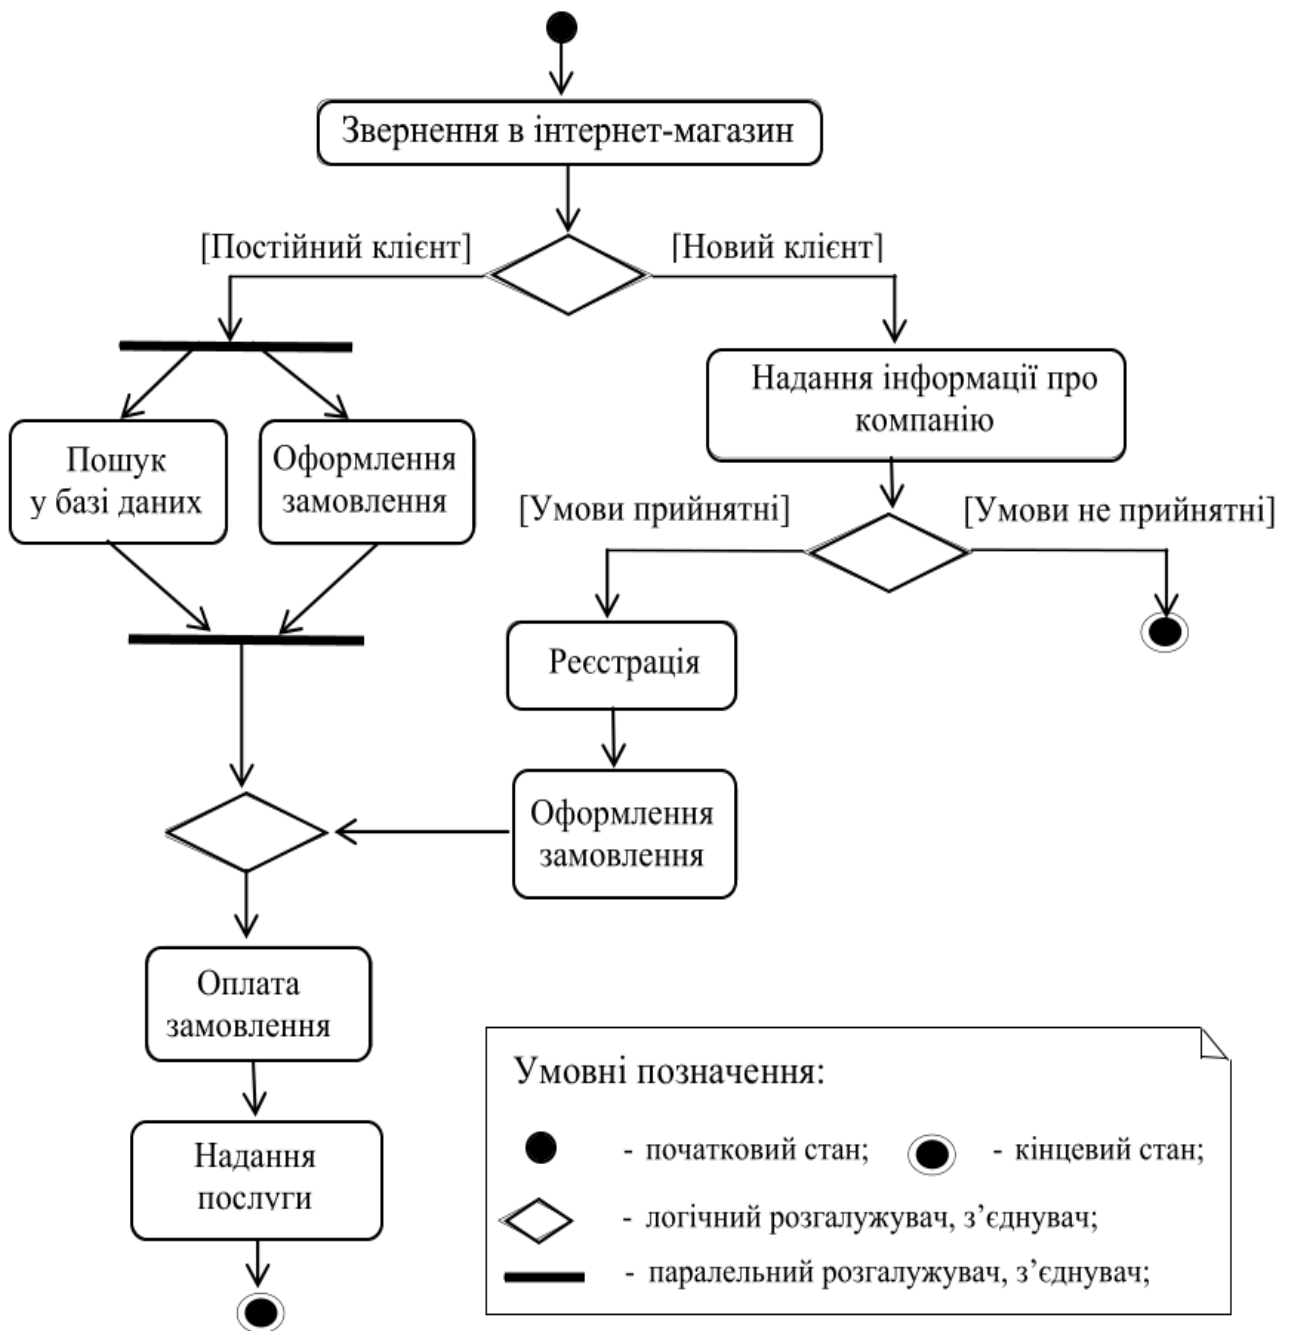 Звернення в інтернет-магазин
[Постійний клієнт]
[Новий клієнт]
Надання інформації про
компанію
Пошук
у базі даних
Оформлення
замовлення
[Умови прийнятні]
[Умови не прийнятні]
Реєстрація
Оформлення
замовлення
Оплата
замовлення
Надання
послуги
Умовні позначення:
- початковий стан;
- кінцевий стан;
- логічний розгалужувач, з’єднувач;
- паралельний розгалужувач, з’єднувач;